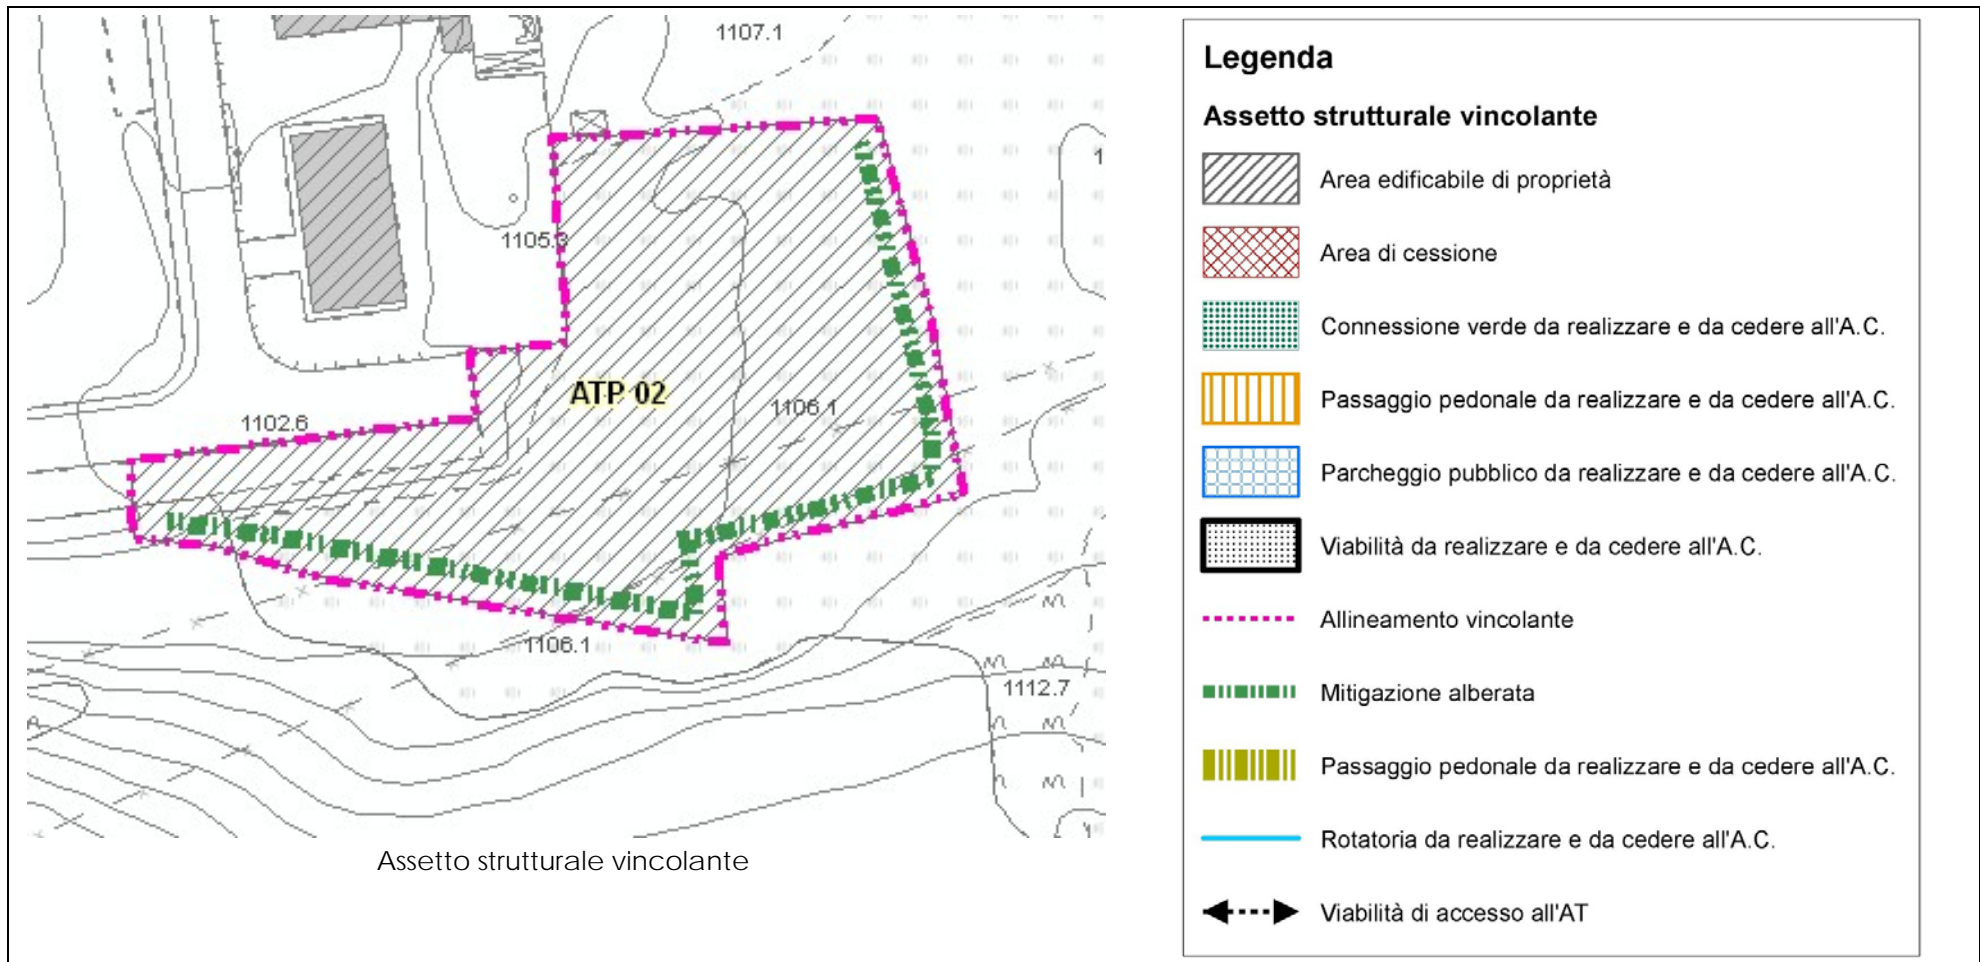 1107.1
1105.3
ATP 02
1106.1
1102.6
1106.1
1112.7
Assetto strutturale vincolante
Legenda
Assetto strutturale vincolante
Area edificabile di proprietà
Area di cessione
Connessione verde da realizzare e da cedere all'A.C.
Passaggio pedonale da realizzare e da cedere all'A.C.
Parcheggio pubblico da realizzare e da cedere all'A.C.
Viabilità da realizzare e da cedere all'A.C.
Allineamento vincolante
Mitigazione alberata
Passaggio pedonale da realizzare e da cedere all'A.C.
Rotatoria da realizzare e da cedere all'A.C.
Viabilità di accesso all'AT